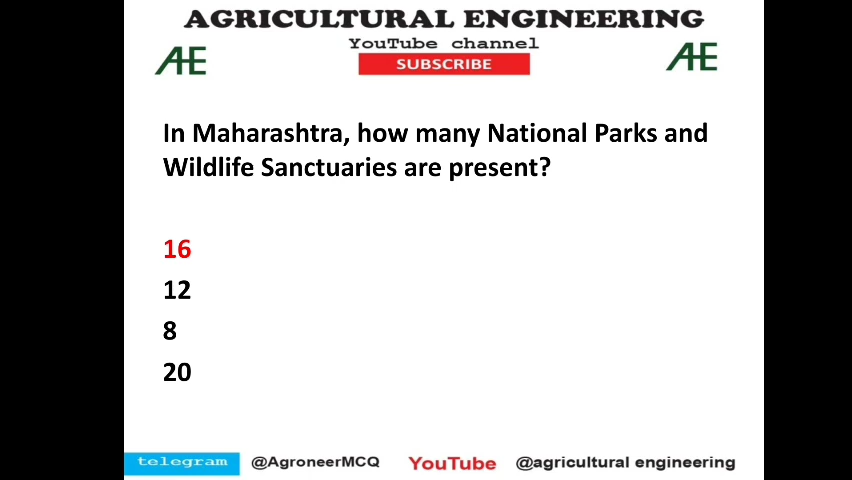 AGRICULTURAL ENGINEERING
YouTube channel
AE
SUBSCRIBE
AE
In Maharashtra, how many National Parks and
Wildlife Sanctuaries are present?
16
12
8
20
telegram @AgroneerMCQ YouTube @agricultural engineering